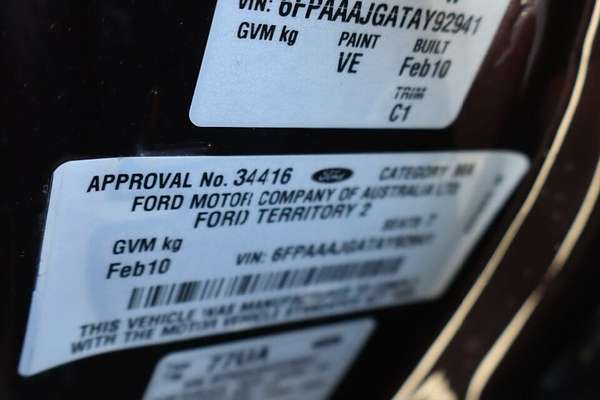 VIN: 6FPAAAJGATAY92941
GVM kg PAINT BUILT
VE Feb10
TRIM
C1
APPROVAL No. 34416 Ford CATEGORY
FORD MOTOR COMPANY OF AUSTRALIA LTD
FORD TERRITORY 2
GVM kg SEATS 7
Feb10 VIN: 6FPAAAJGATAY92941
THIS VEHICLE WAS MANUFACTURED TO COMPLY
WITH THE MOTOR VEHICLE STANDARDS ACT